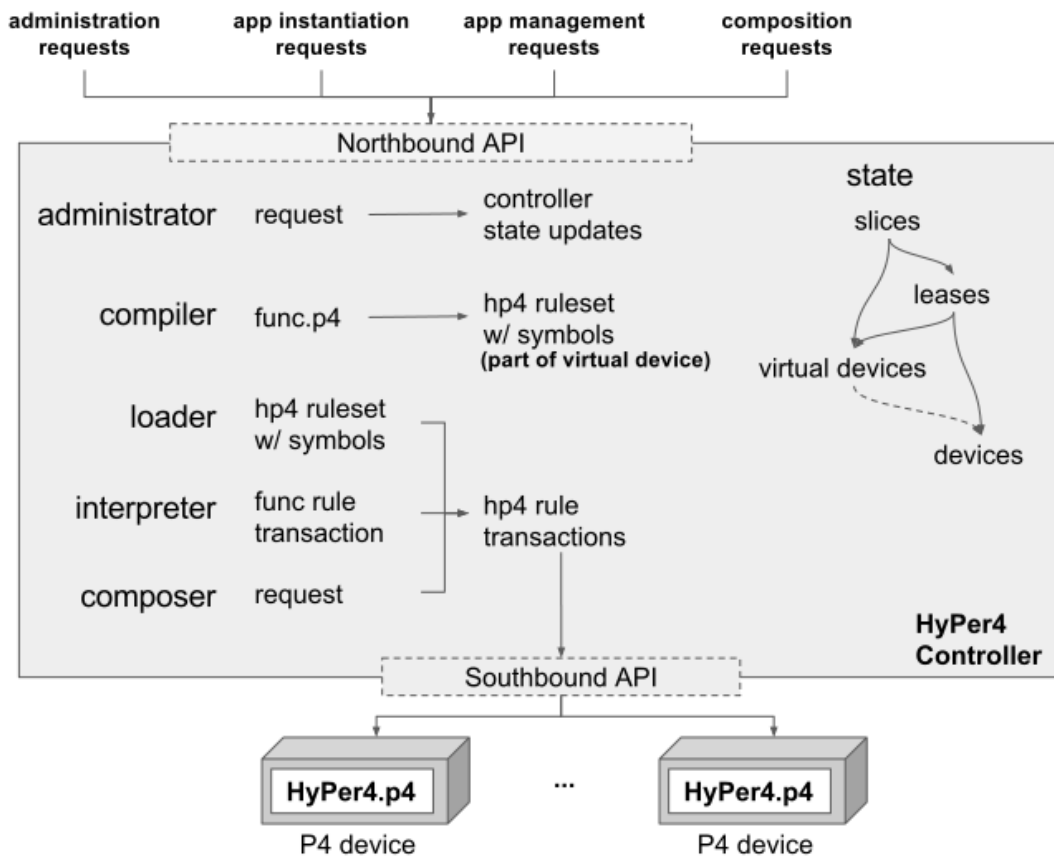 administration
requests
app instantiation
requests
app management
requests
composition
requests
Northbound API
state
administrator
request
controller
state updates
slices
leases
compiler
func.p4
hp4 ruleset
w/ symbols
(part of virtual device)
virtual devices
devices
loader
hp4 ruleset
w/ symbols
interpreter
func rule
transaction
hp4 rule
transactions
composer
request
HyPer4
Controller
Southbound API
HyPer4.p4
...
HyPer4.p4
P4 device
P4 device